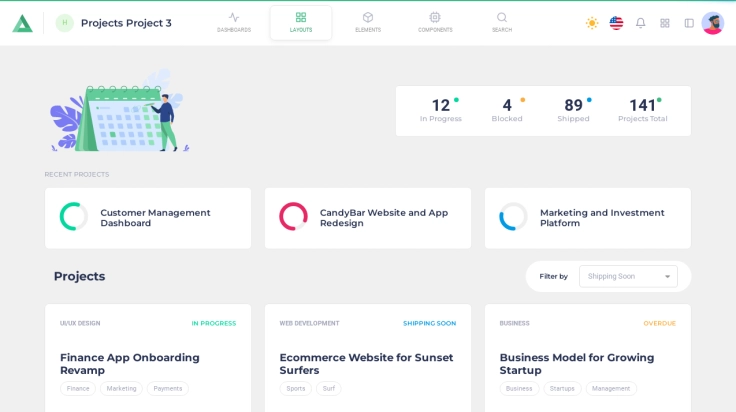 H
Projects Project 3
DASHBOARDS
LAYOUTS
ELEMENTS
COMPONENTS
SEARCH
12
In Progress
4
Blocked
89
Shipped
141
Projects Total
RECENT PROJECTS
Customer Management
Dashboard
CandyBar Website and App
Redesign
Marketing and Investment
Platform
Projects
Filter by
Shipping Soon
UI/UX DESIGN
IN PROGRESS
Finance App Onboarding
Revamp
Finance
Marketing
Payments
WEB DEVELOPMENT
SHIPPING SOON
Ecommerce Website for Sunset
Surfers
Sports
Surf
BUSINESS
OVERDUE
Business Model for Growing
Startup
Business
Startups
Management